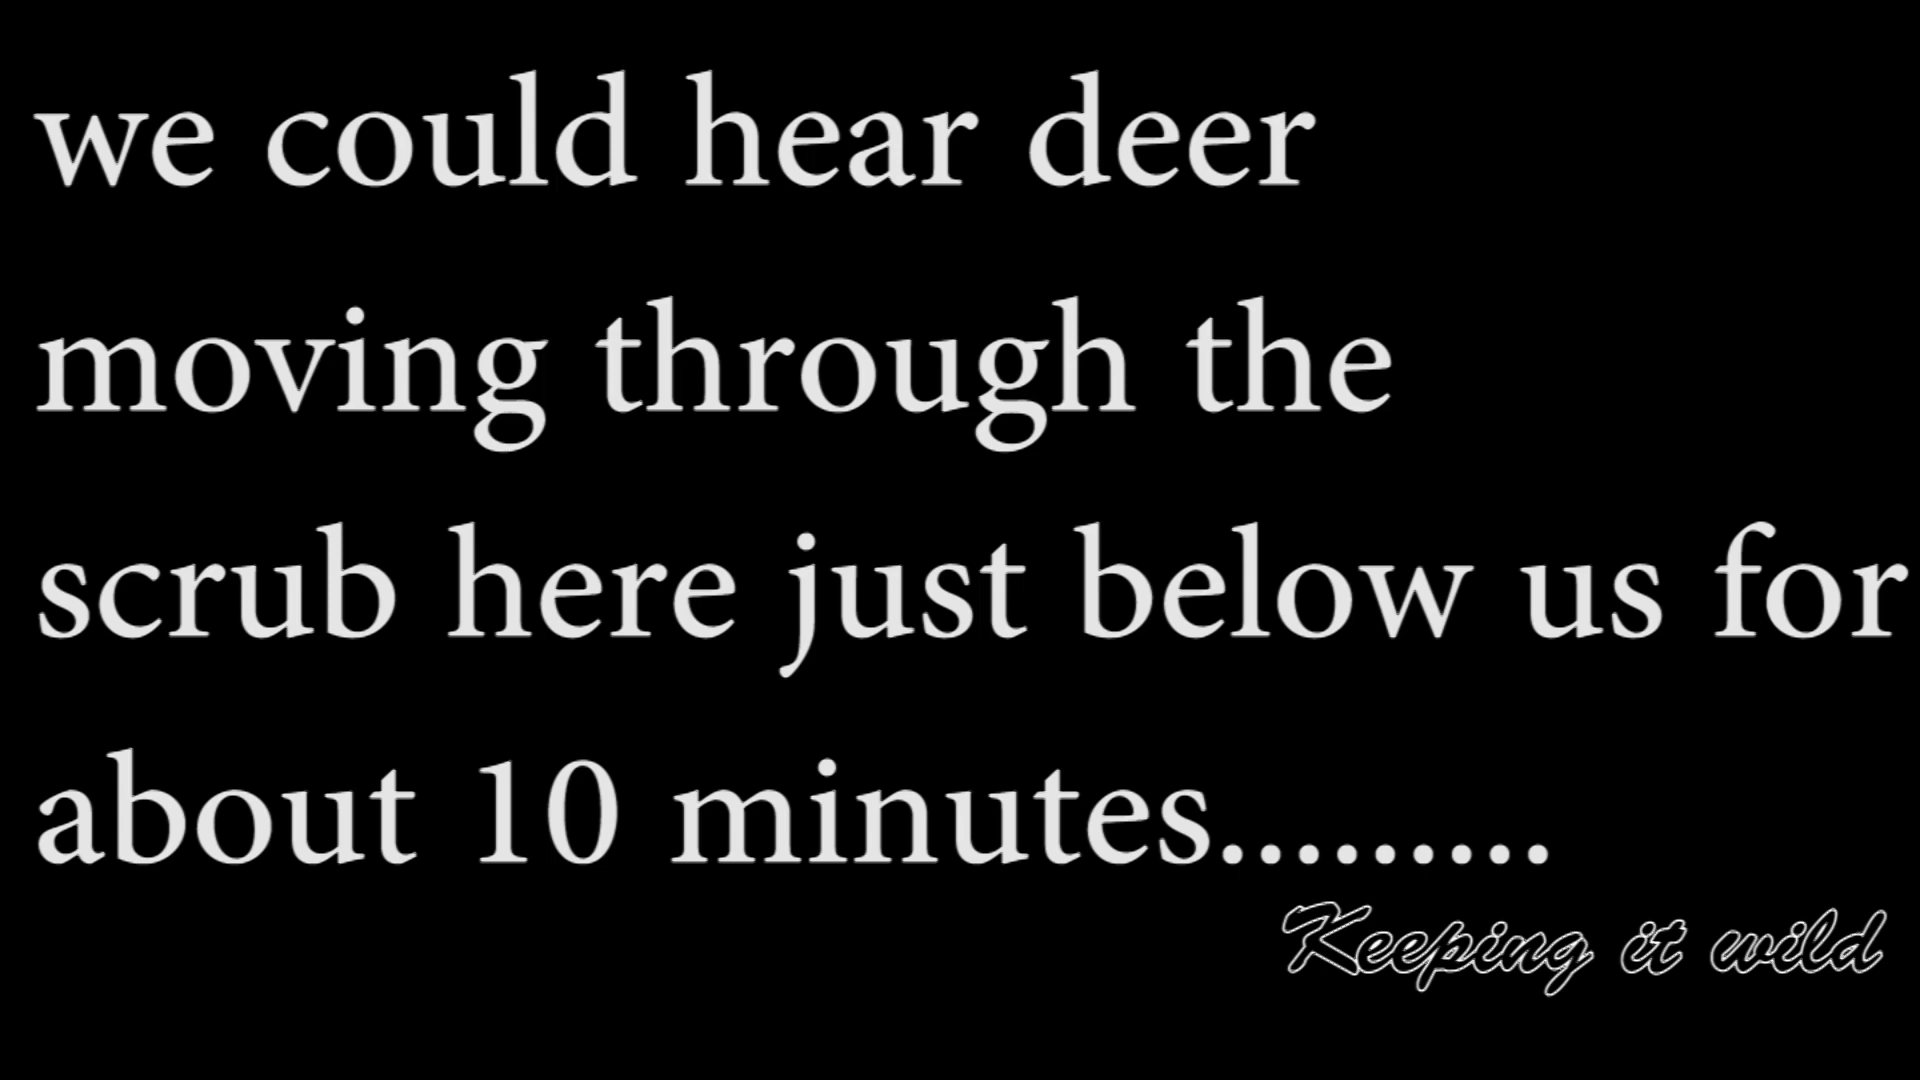 we could hear deer
moving through the
scrub here just below us for
about 10 minutes.........
Keeping it wild